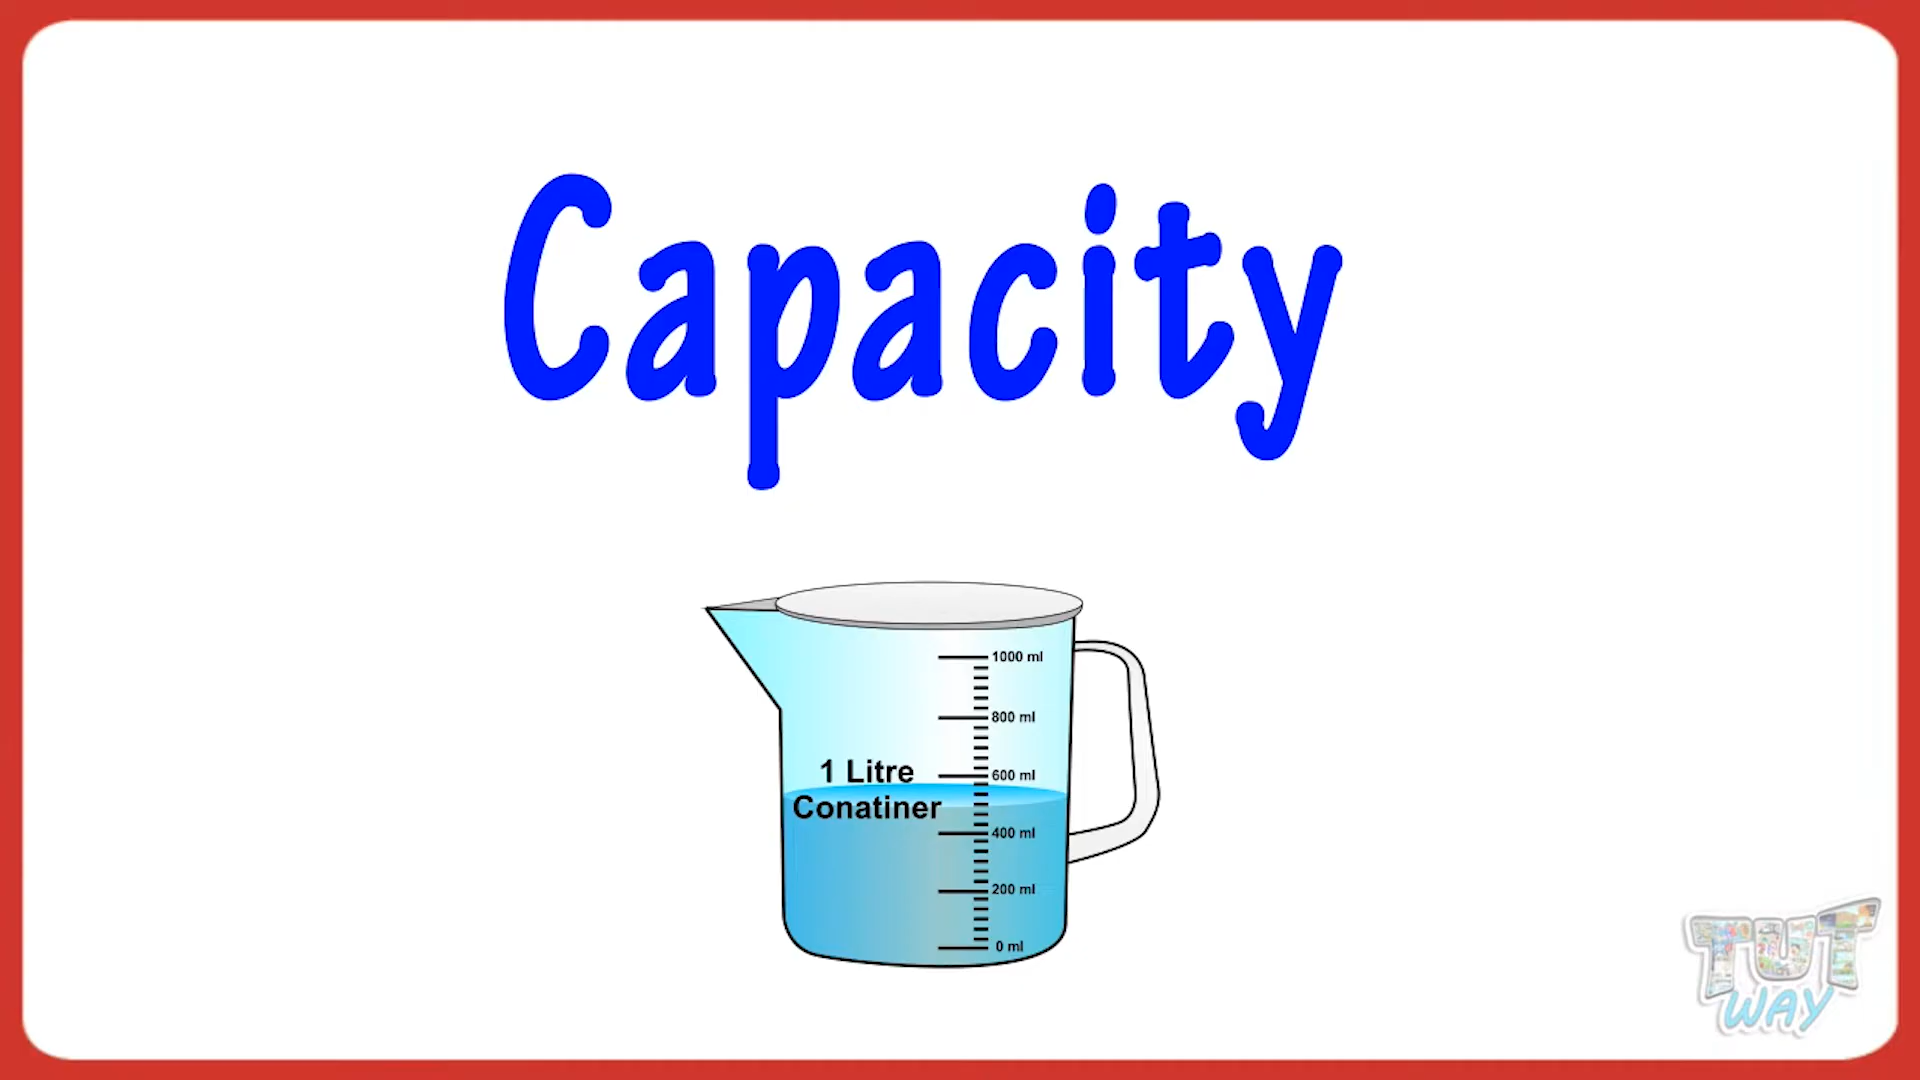 Capacity
1000 ml
800 ml
1 Litre
600 ml
Conatiner
400 ml
200 ml
0 ml
TUT
WAY